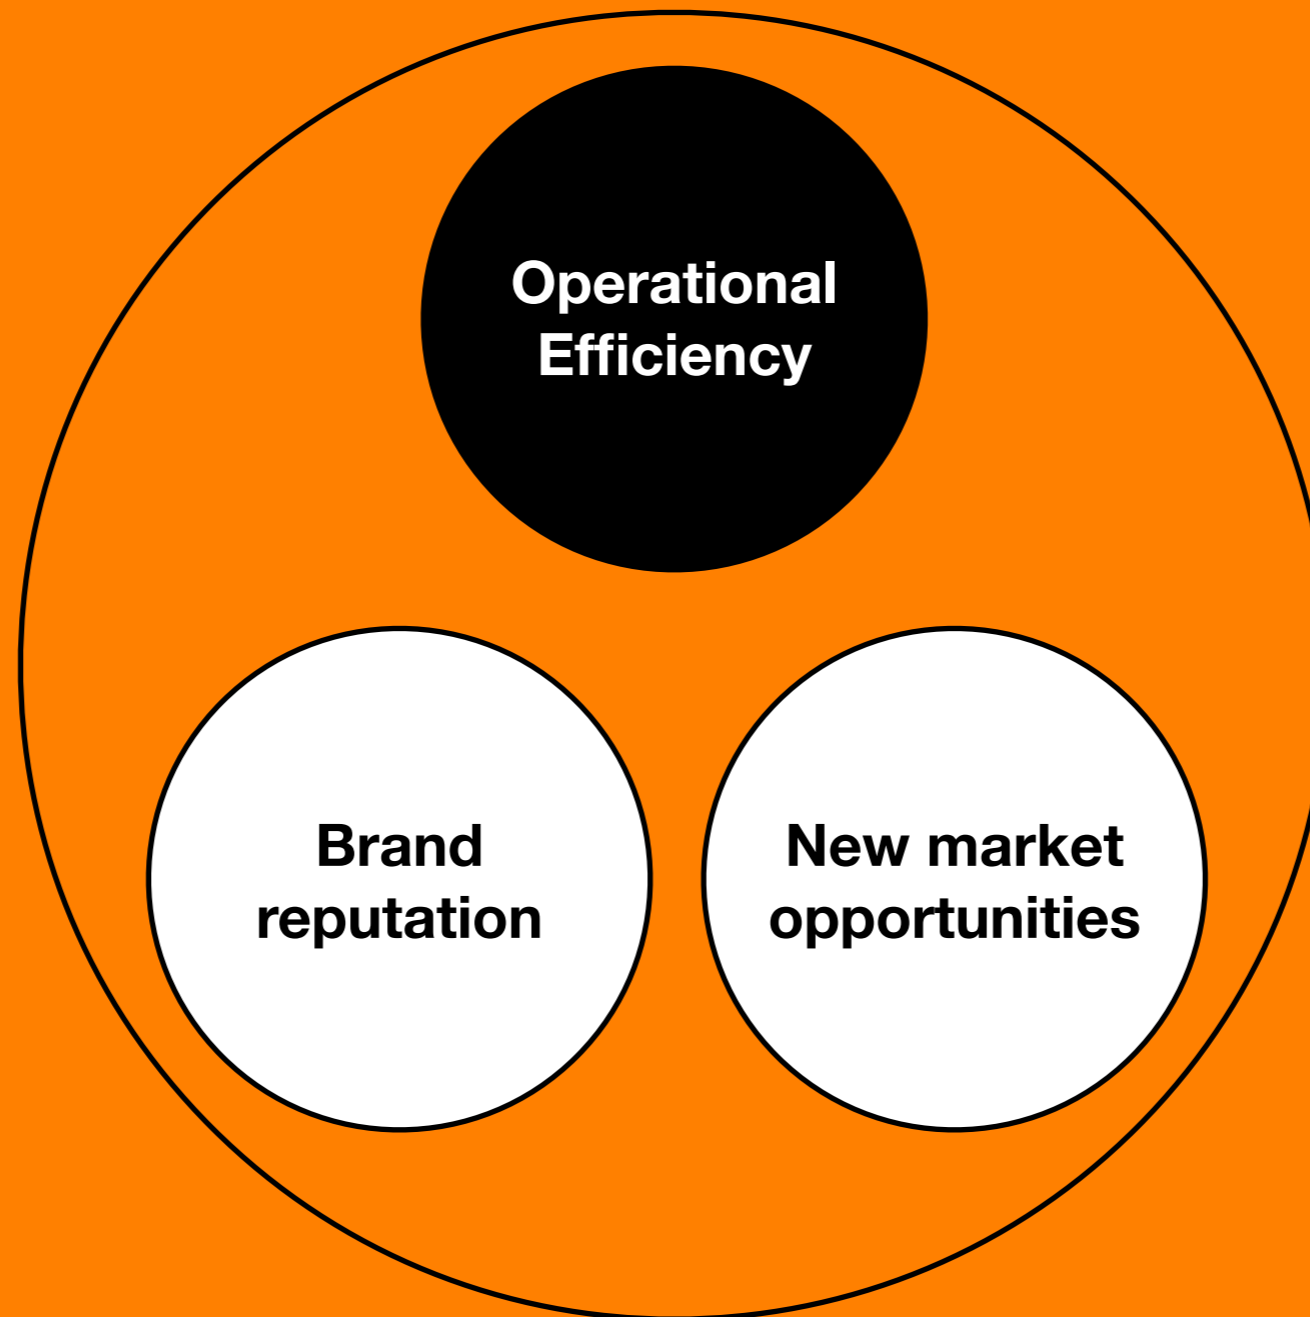 Operational
Efficiency
Brand
reputation
New market
opportunities